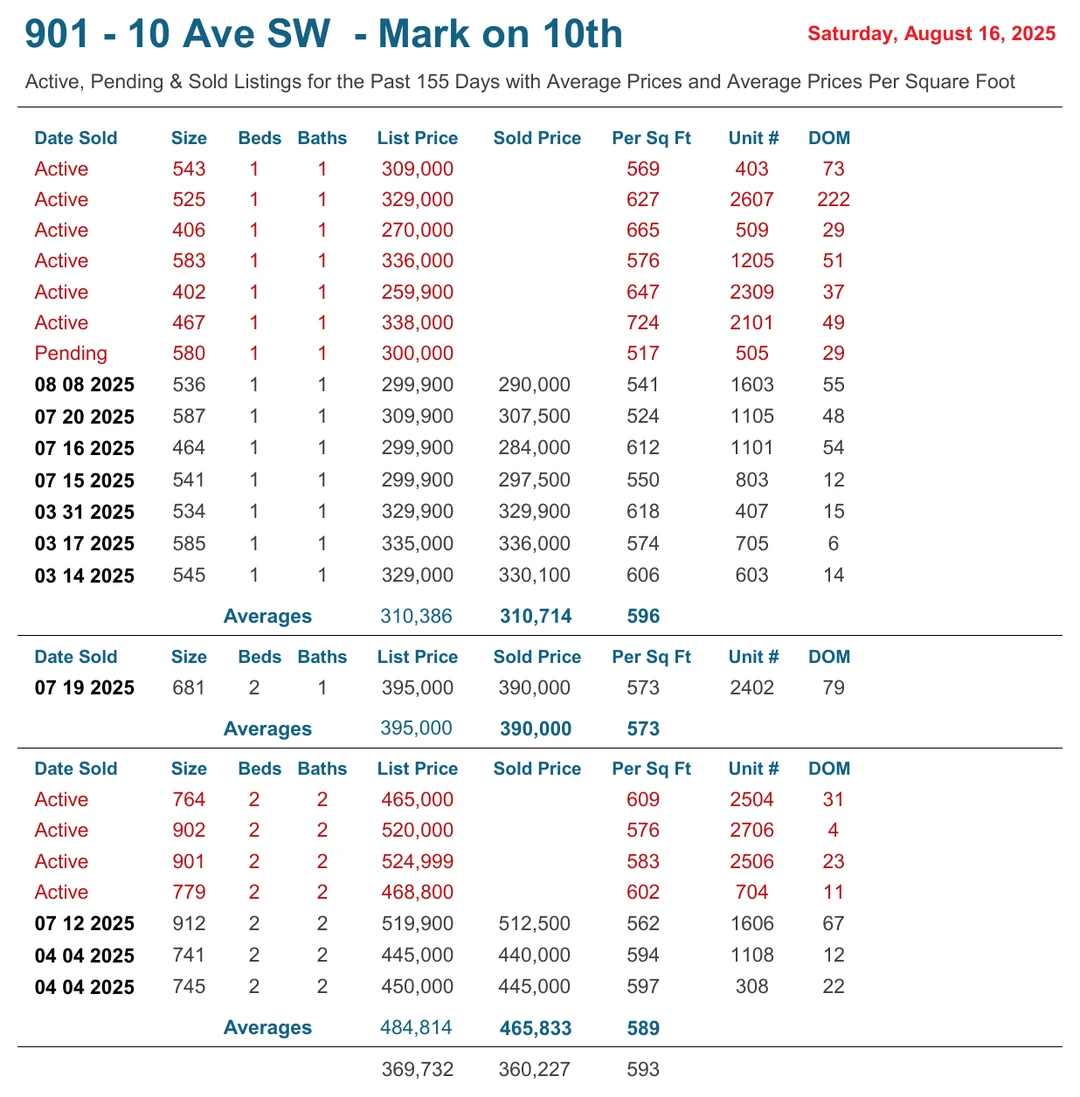 901 - 10 Ave SW - Mark on 10th Saturday, August 16, 2025
Active, Pending & Sold Listings for the Past 155 Days with Average Prices and Average Prices Per Square Foot
Date Sold Size Beds Baths List Price Sold Price Per Sq Ft Unit # DOM
Active 543 1 1 309,000 569 403 73
Active 525 1 1 329,000 627 2607 222
Active 406 1 1 270,000 665 509 29
Active 583 1 1 336,000 576 1205 51
Active 402 1 1 259,900 647 2309 37
Active 467 1 1 338,000 724 2101 49
Pending 580 1 1 300,000 517 505 29
08 08 2025 536 1 1 299,900 290,000 541 1603 55
07 20 2025 587 1 1 309,900 307,500 524 1105 48
07 16 2025 464 1 1 299,900 284,000 612 1101 54
07 15 2025 541 1 1 299,900 297,500 550 803 12
03 31 2025 534 1 1 329,900 329,900 618 407 15
03 17 2025 585 1 1 335,000 336,000 574 705 6
03 14 2025 545 1 1 329,000 330,100 606 603 14
Averages 310,386 310,714 596
Date Sold Size Beds Baths List Price Sold Price Per Sq Ft Unit # DOM
07 19 2025 681 2 1 395,000 390,000 573 2402 79
Averages 395,000 390,000 573
Date Sold Size Beds Baths List Price Sold Price Per Sq Ft Unit # DOM
Active 764 2 2 465,000 609 2504 31
Active 902 2 2 520,000 576 2706 4
Active 901 2 2 524,999 583 2506 23
Active 779 2 2 468,800 602 704 11
07 12 2025 912 2 2 519,900 512,500 562 1606 67
04 04 2025 741 2 2 445,000 440,000 594 1108 12
04 04 2025 745 2 2 450,000 445,000 597 308 22
Averages 484,814 465,833 589
369,732 360,227 593